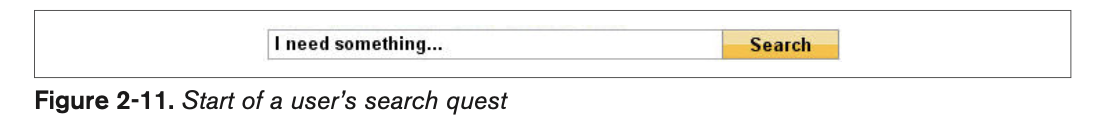 I need something... Search
Figure 2-11. Start of a user's search quest